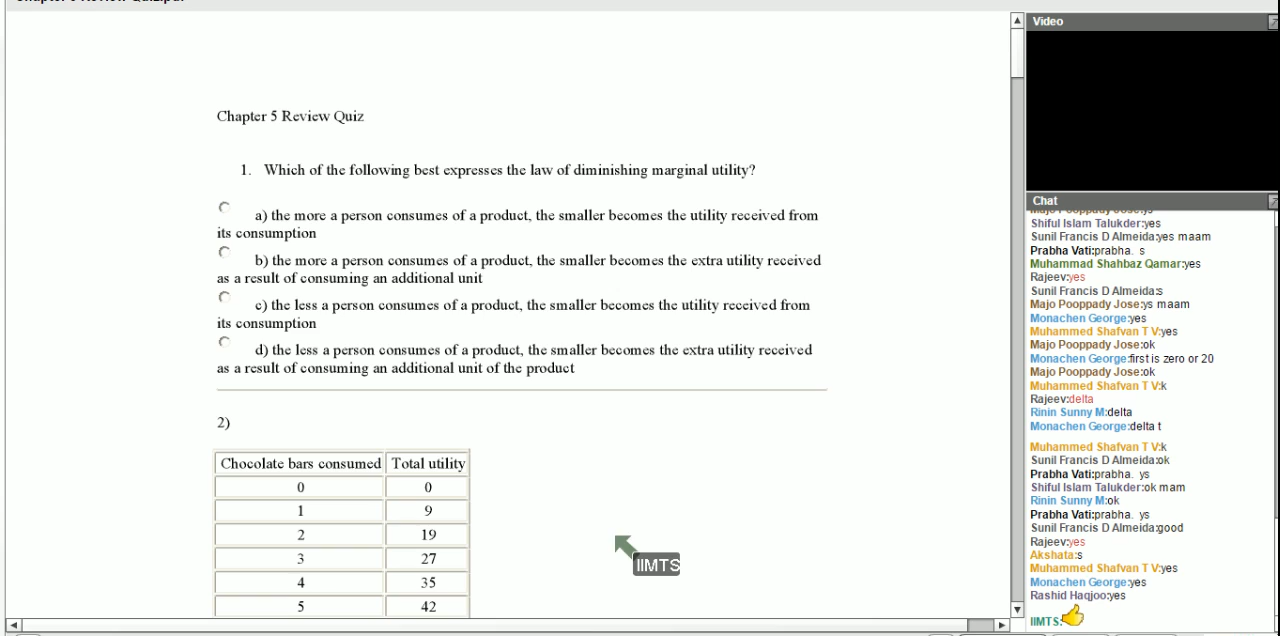 Video
Chapter 5 Review Quiz
1. Which of the following best expresses the law of diminishing marginal utility?
a) the more a person consumes of a product, the smaller becomes the utility received from
its consumption
b) the more a person consumes of a product, the smaller becomes the extra utility received
as a result of consuming an additional unit
c) the less a person consumes of a product, the smaller becomes the utility received from
its consumption
d) the less a person consumes of a product, the smaller becomes the extra utility received
as a result of consuming an additional unit of the product
2)
Chocolate bars consumed Total utility
0 0
1 9
2 19
3 27
4 35
5 42
IIMTS
Chat
Shiful Islam Talukder:yes
Sunil Francis D Almeida:yes maam
Prabha Vati:prabha. s
Muhammad Shahbaz Qamar:yes
Rajeev:yes
Sunil Francis D Almeida:s
Majo Pooppady Jose:ys maam
Monachen George:yes
Muhammed Shafvan T V:yes
Majo Pooppady Jose:ok
Monachen George:first is zero or 20
Majo Pooppady Jose:ok
Muhammed Shafvan T V:k
Rajeev:delta
Rinin Sunny M:delta
Monachen George:delta t
Muhammed Shafvan T V:k
Sunil Francis D Almeida:ok
Prabha Vati:prabha. ys
Shiful Islam Talukder:ok mam
Rinin Sunny M:ok
Prabha Vati:prabha. ys
Sunil Francis D Almeida:good
Rajeev:yes
Akshata:s
Muhammed Shafvan T V:yes
Monachen George:yes
Rashid Haqjoo:yes
IIMTS: